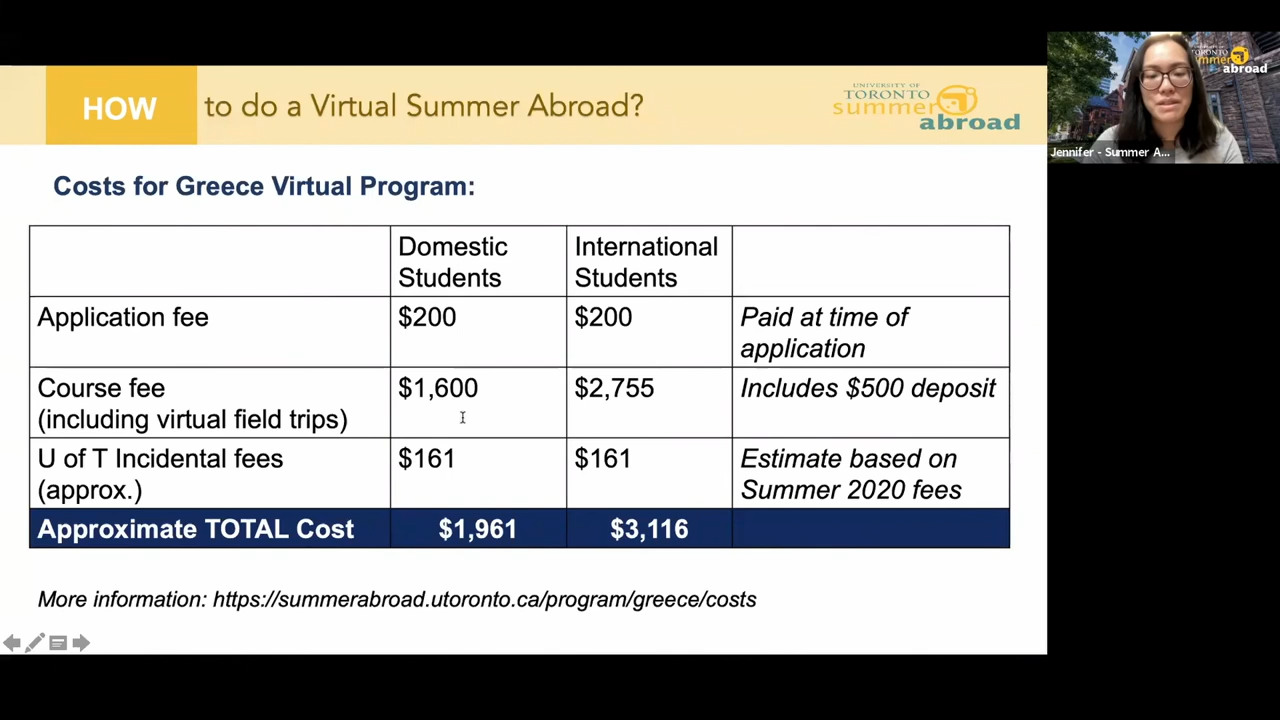 HOW to do a Virtual Summer Abroad?
UNIVERSITY OF
TORONTO
summer
abroad
UNIVERSITY OF
TORONTO
abroad
Jennifer - Summer A...
Costs for Greece Virtual Program:
Domestic Students
International Students
Application fee
$200
$200
Paid at time of
application
Course fee
(including virtual field trips)
$1,600
$2,755
Includes $500 deposit
U of T Incidental fees
(approx.)
$161
$161
Estimate based on
Summer 2020 fees
Approximate TOTAL Cost
$1,961
$3,116
More information: https://summerabroad.utoronto.ca/program/greece/costs